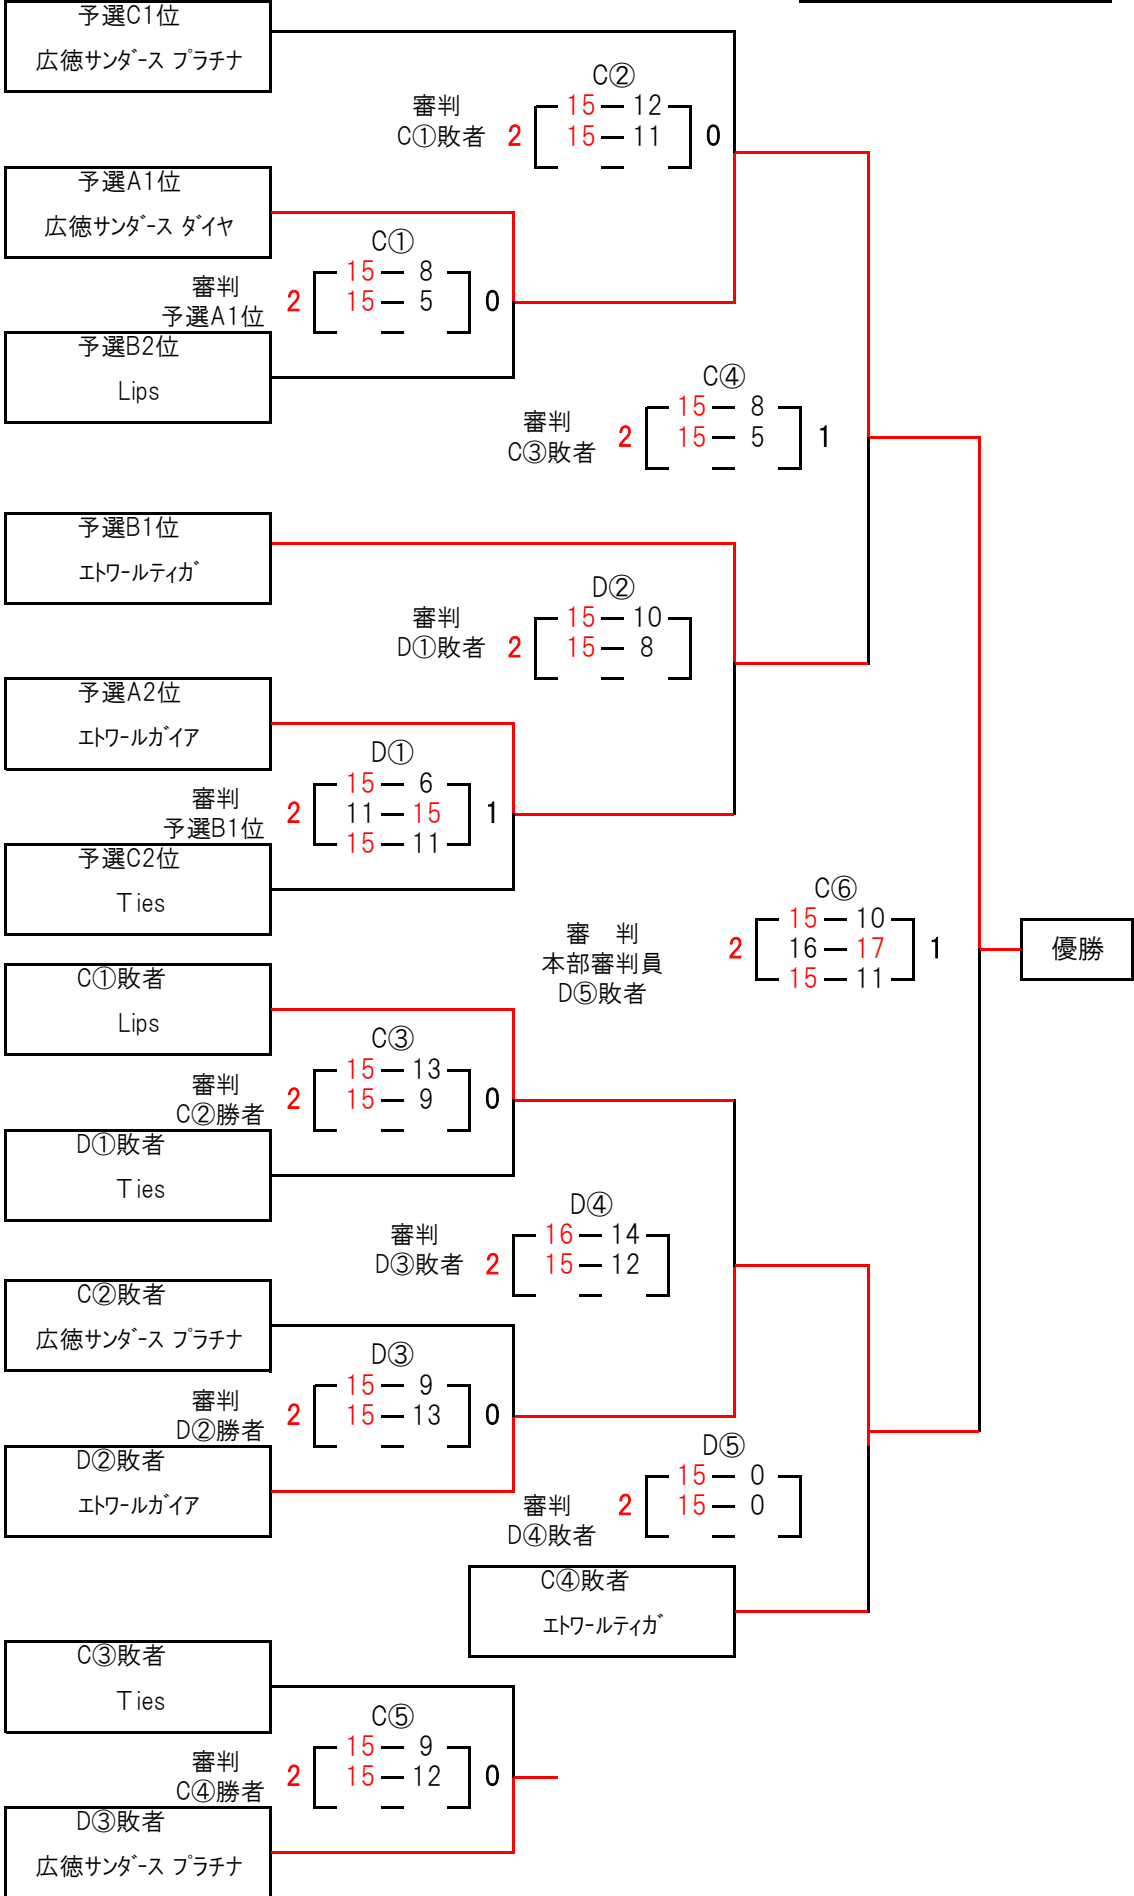 予選C1位
広徳サンダース プラチナ
C②
審判
15 ― 12
C①敗者
2
15 ― 11
0
―
予選A1位
広徳サンダース ダイヤ
C①
15 ― 8
審判
2
15 ― 5
0
予選A1位
―
予選B2位
Lips
C④
15 ― 8
審判
2
15 ― 5
1
C③敗者
―
予選B1位
エトワールティガ
D②
15 ― 10
審判
D①敗者
2
15 ― 8
―
予選A2位
エトワールガイア
D①
15 ― 6
審判
2
11 ― 15
1
予選B1位
15 ― 11
予選C2位
Ties
C⑥
15 ― 10
審 判
2
16 ― 17
1
優勝
本部審判員
15 ― 11
D⑤敗者
C①敗者
Lips
C③
15 ― 13
審判
2
15 ― 9
0
C②勝者
―
D①敗者
Ties
D④
審判
16 ― 14
D③敗者
2
15 ― 12
―
C②敗者
広徳サンダース プラチナ
D③
15 ― 9
審判
2
15 ― 13
0
D②勝者
―
D②敗者
エトワールガイア
D⑤
15 ― 0
審判
2
15 ― 0
D④敗者
―
C④敗者
エトワールティガ
C③敗者
Ties
C⑤
15 ― 9
審判
2
15 ― 12
0
C④勝者
―
D③敗者
広徳サンダース プラチナ